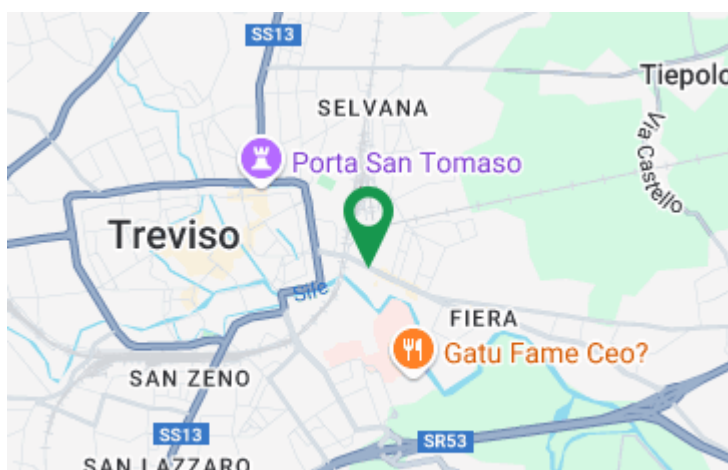 SS13
Tiepolo
SELVANA
Via Castello
Porta San Tomaso
Treviso
Sile
FIERA
Gatu Fame Ceo?
SAN ZENO
SS13
SR53
SAN LAZZARO